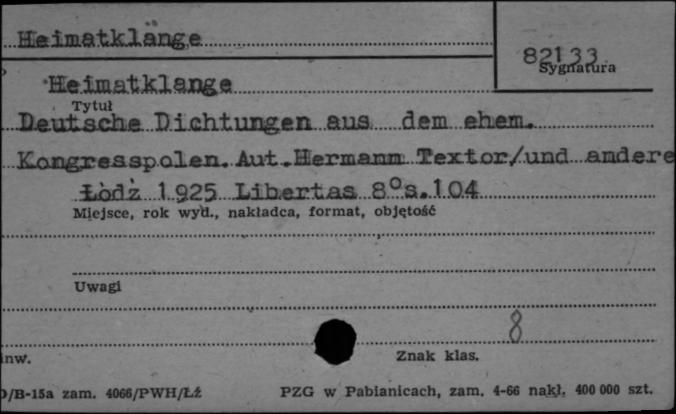 Heimatklänge
82133
Sygnatura
Heimatklange
Tytuł
Deutsche Dichtungen aus dem ehem.
Kongresspolen. Aut. Hermann Textor/und andere
Łòdź 1925 Libertas 8°s.104
Miejsce, rok wyd., nakładca, format, objętość
Uwagi
8
inw.
Znak klas.
/B-15a zam. 4066/PWH/Łź
PZG w Pabianicach, zam. 4-66 nakł. 400 000 szt.